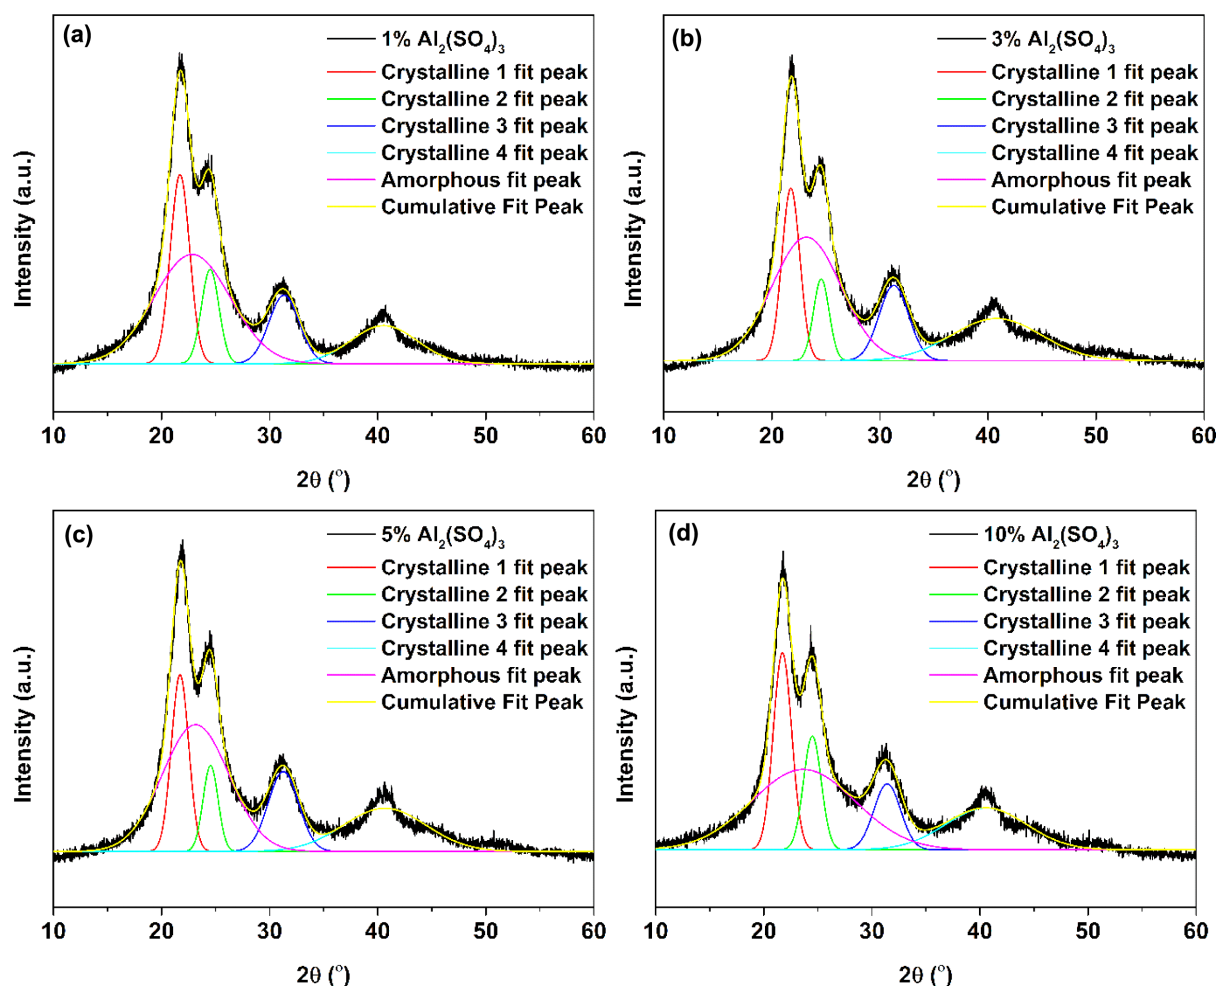 (a)
1% Al₂(SO₄)₃
Crystalline 1 fit peak
Crystalline 2 fit peak
Crystalline 3 fit peak
Crystalline 4 fit peak
Amorphous fit peak
Cumulative Fit Peak
Intensity (a.u.)
10 20 30 40 50 60
2θ (°)
(b)
3% Al₂(SO₄)₃
Crystalline 1 fit peak
Crystalline 2 fit peak
Crystalline 3 fit peak
Crystalline 4 fit peak
Amorphous fit peak
Cumulative Fit Peak
Intensity (a.u.)
10 20 30 40 50 60
2θ (°)
(c)
5% Al₂(SO₄)₃
Crystalline 1 fit peak
Crystalline 2 fit peak
Crystalline 3 fit peak
Crystalline 4 fit peak
Amorphous fit peak
Cumulative Fit Peak
Intensity (a.u.)
10 20 30 40 50 60
2θ (°)
(d)
10% Al₂(SO₄)₃
Crystalline 1 fit peak
Crystalline 2 fit peak
Crystalline 3 fit peak
Crystalline 4 fit peak
Amorphous fit peak
Cumulative Fit Peak
Intensity (a.u.)
10 20 30 40 50 60
2θ (°)